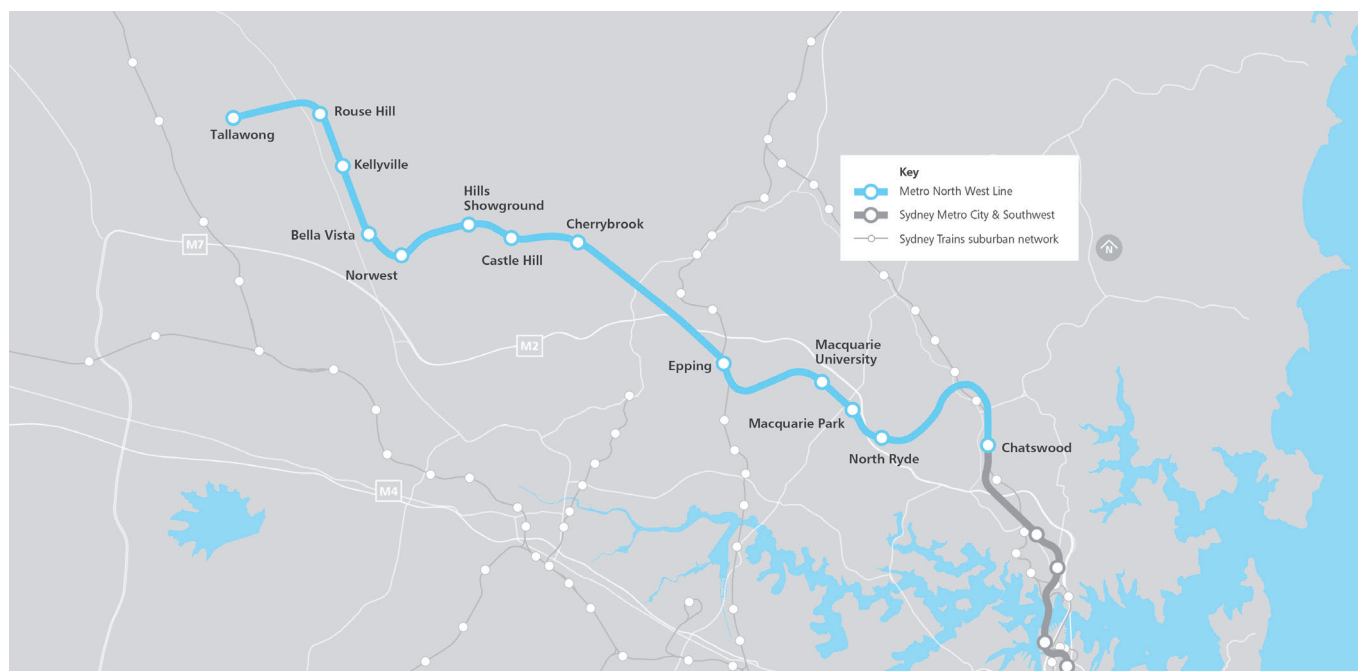 Tallawong
Rouse Hill
Kellyville
Bella Vista
Norwest
Hills
Showground
Castle Hill
Cherrybrook
Epping
Macquarie
University
Macquarie Park
North Ryde
Chatswood
M7
M2
M4
Key
Metro North West Line
Sydney Metro City & Southwest
Sydney Trains suburban network
N